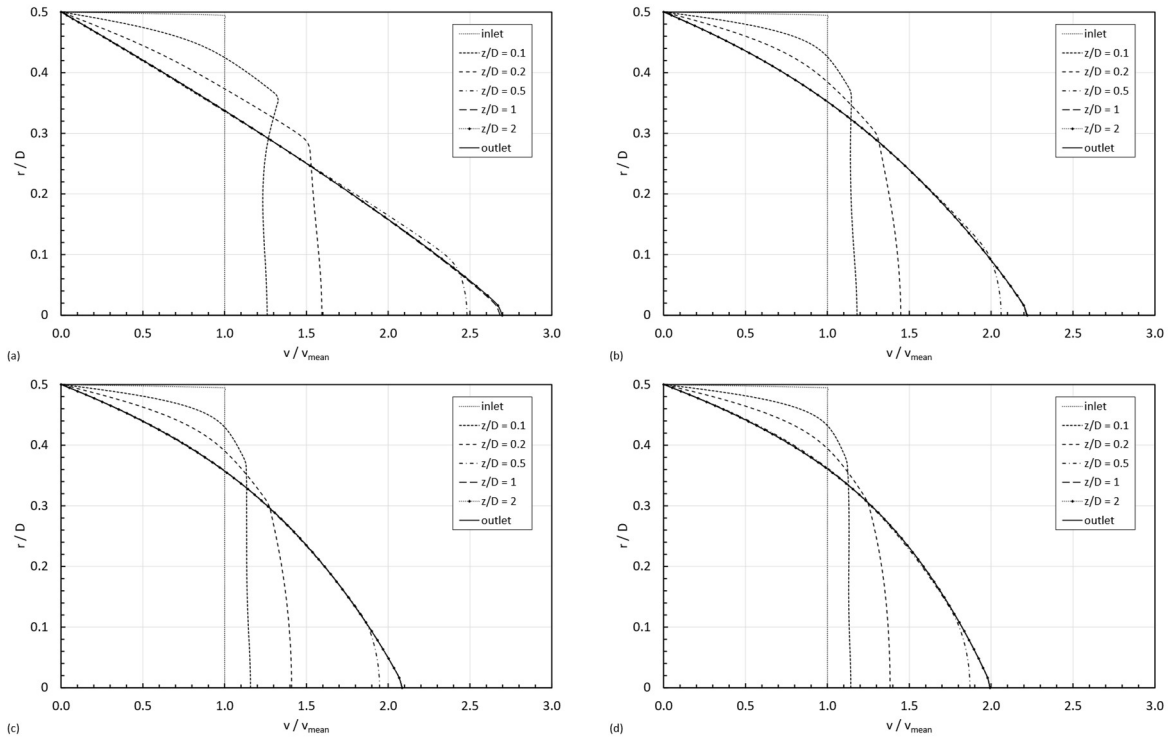 0.5
0.4
0.3
0.2
0.1
0
r / D
0.0 0.5 1.0 1.5 2.0 2.5 3.0
v / vmean
inlet
z/D = 0.1
z/D = 0.2
z/D = 0.5
z/D = 1
z/D = 2
outlet
(a)
0.5
0.4
0.3
0.2
0.1
0
r / D
0.0 0.5 1.0 1.5 2.0 2.5 3.0
v / vmean
inlet
z/D = 0.1
z/D = 0.2
z/D = 0.5
z/D = 1
z/D = 2
outlet
(b)
0.5
0.4
0.3
0.2
0.1
0
r / D
0.0 0.5 1.0 1.5 2.0 2.5 3.0
v / vmean
inlet
z/D = 0.1
z/D = 0.2
z/D = 0.5
z/D = 1
z/D = 2
outlet
(c)
0.5
0.4
0.3
0.2
0.1
0
r / D
0.0 0.5 1.0 1.5 2.0 2.5 3.0
v / vmean
inlet
z/D = 0.1
z/D = 0.2
z/D = 0.5
z/D = 1
z/D = 2
outlet
(d)